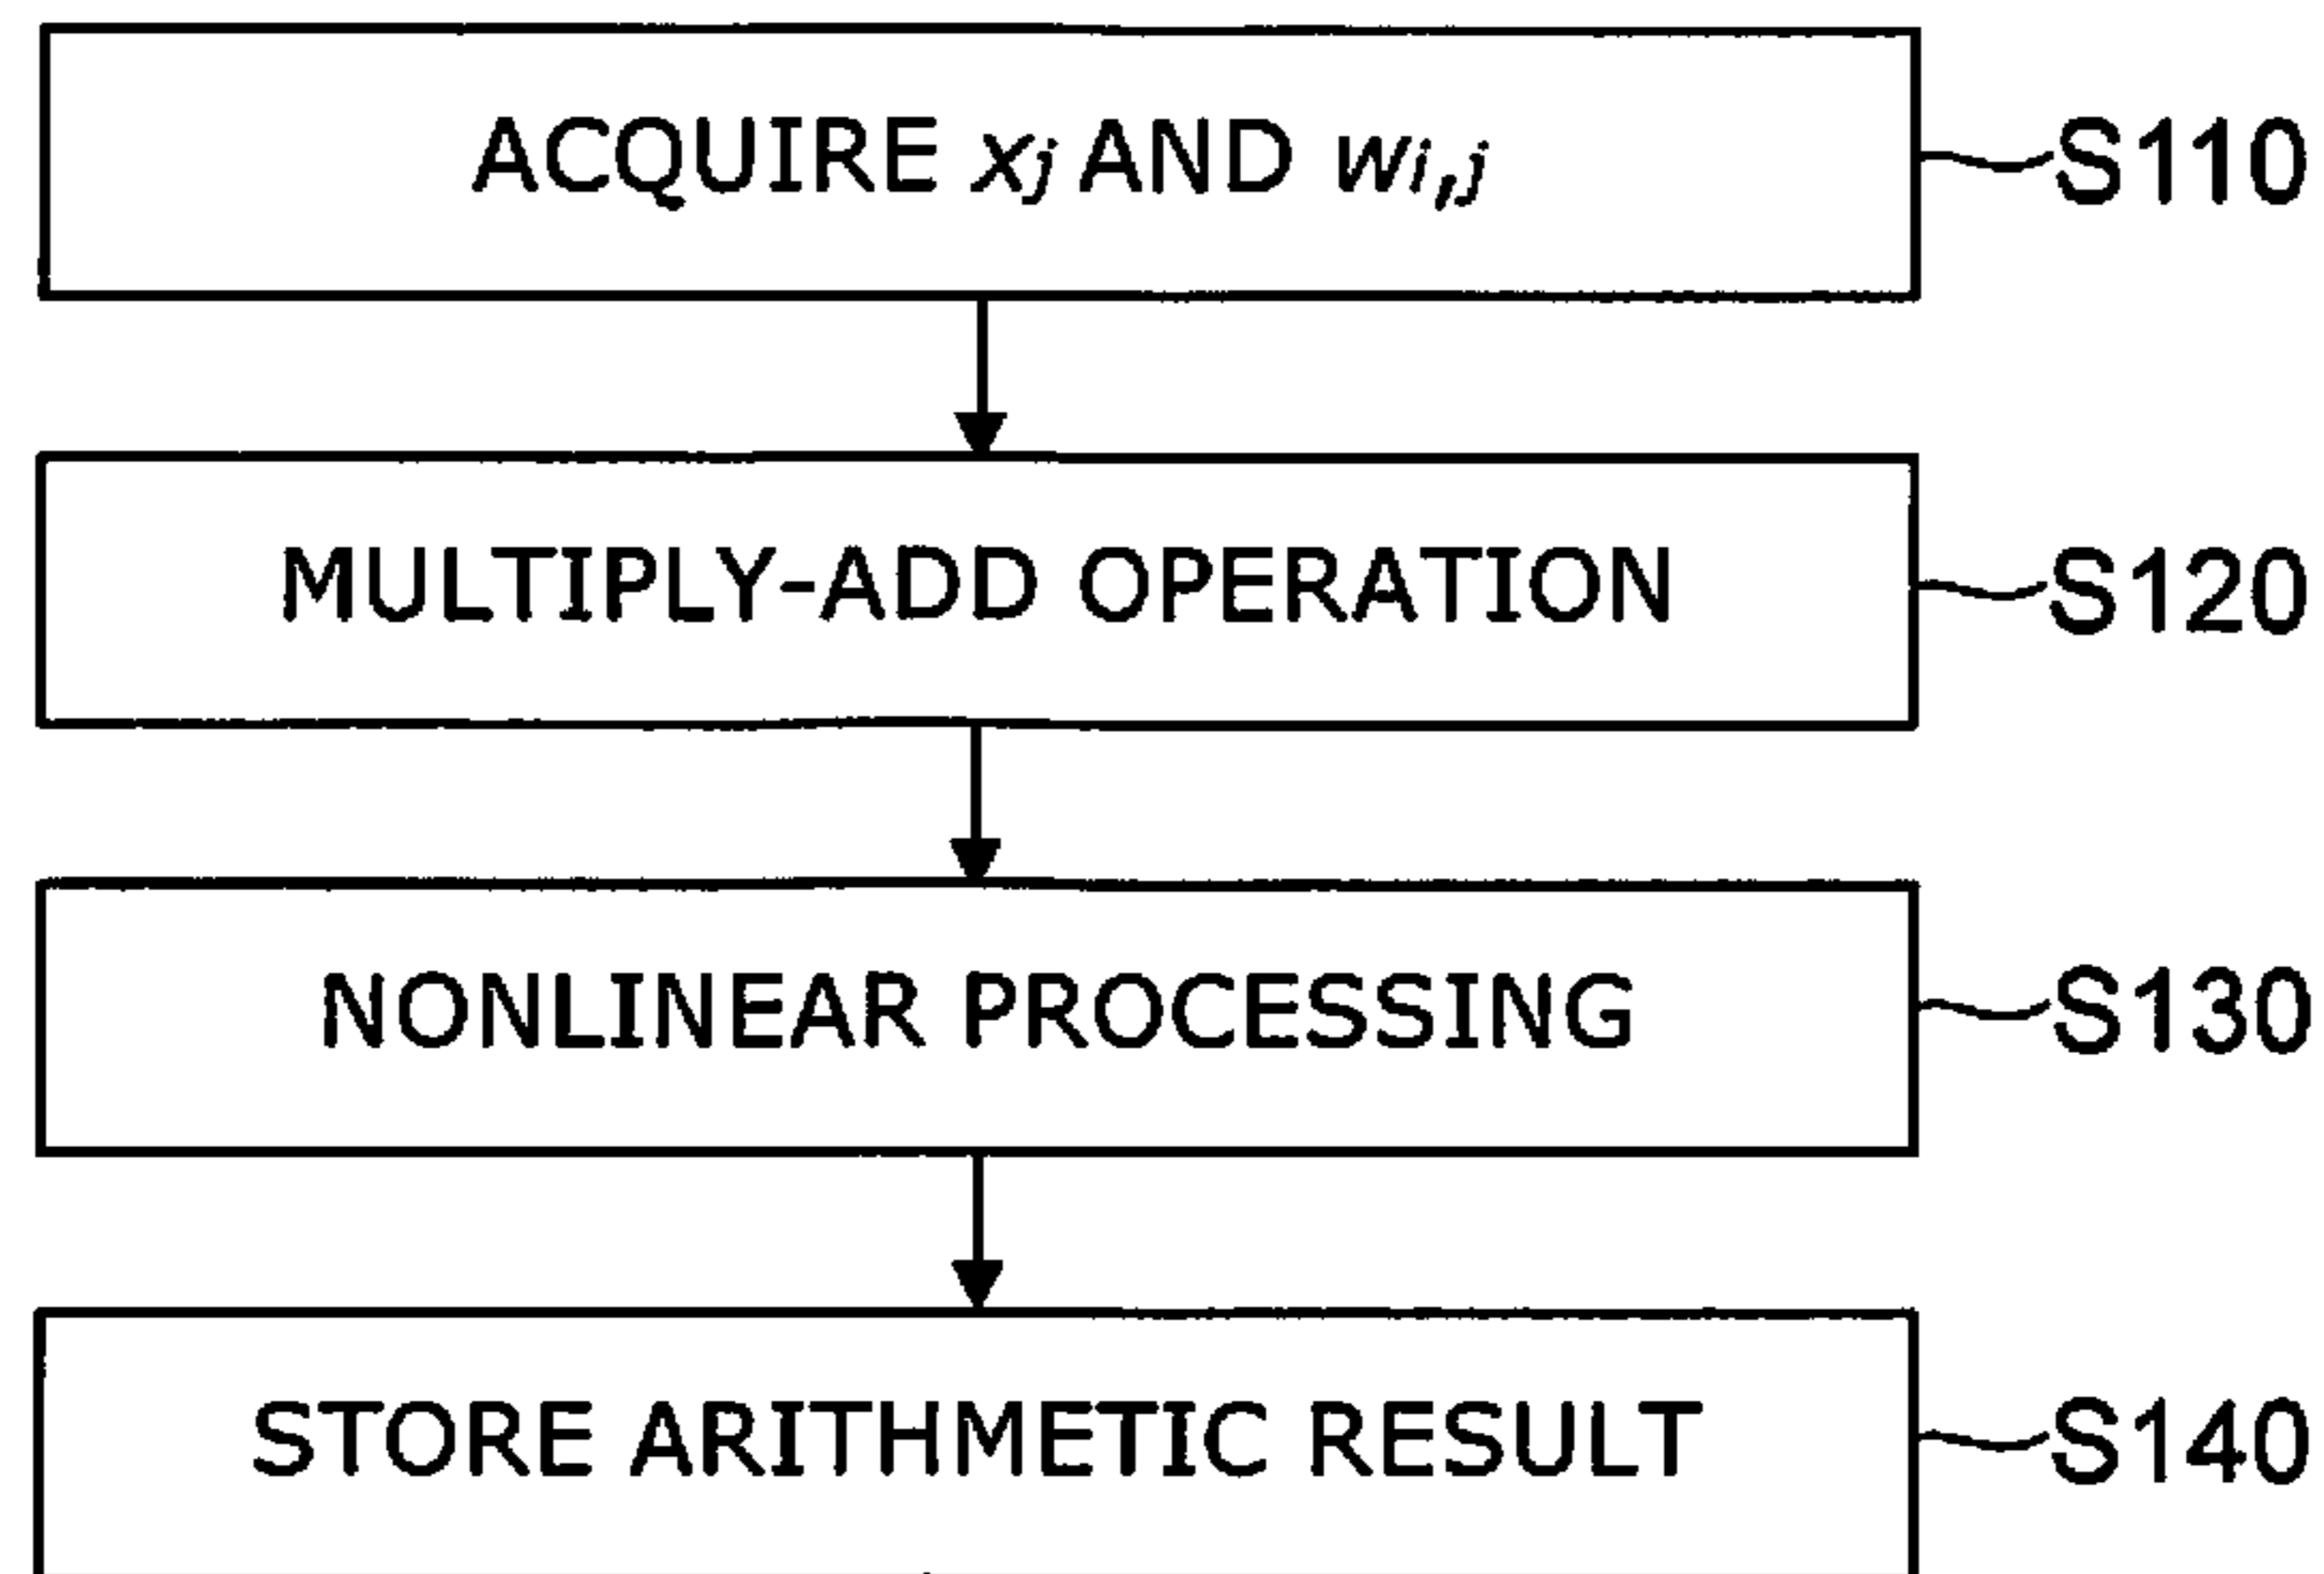 ACQUIRE xj AND wi,j
S110
MULTIPLY-ADD OPERATION
S120
NONLINEAR PROCESSING
S130
STORE ARITHMETIC RESULT
S140